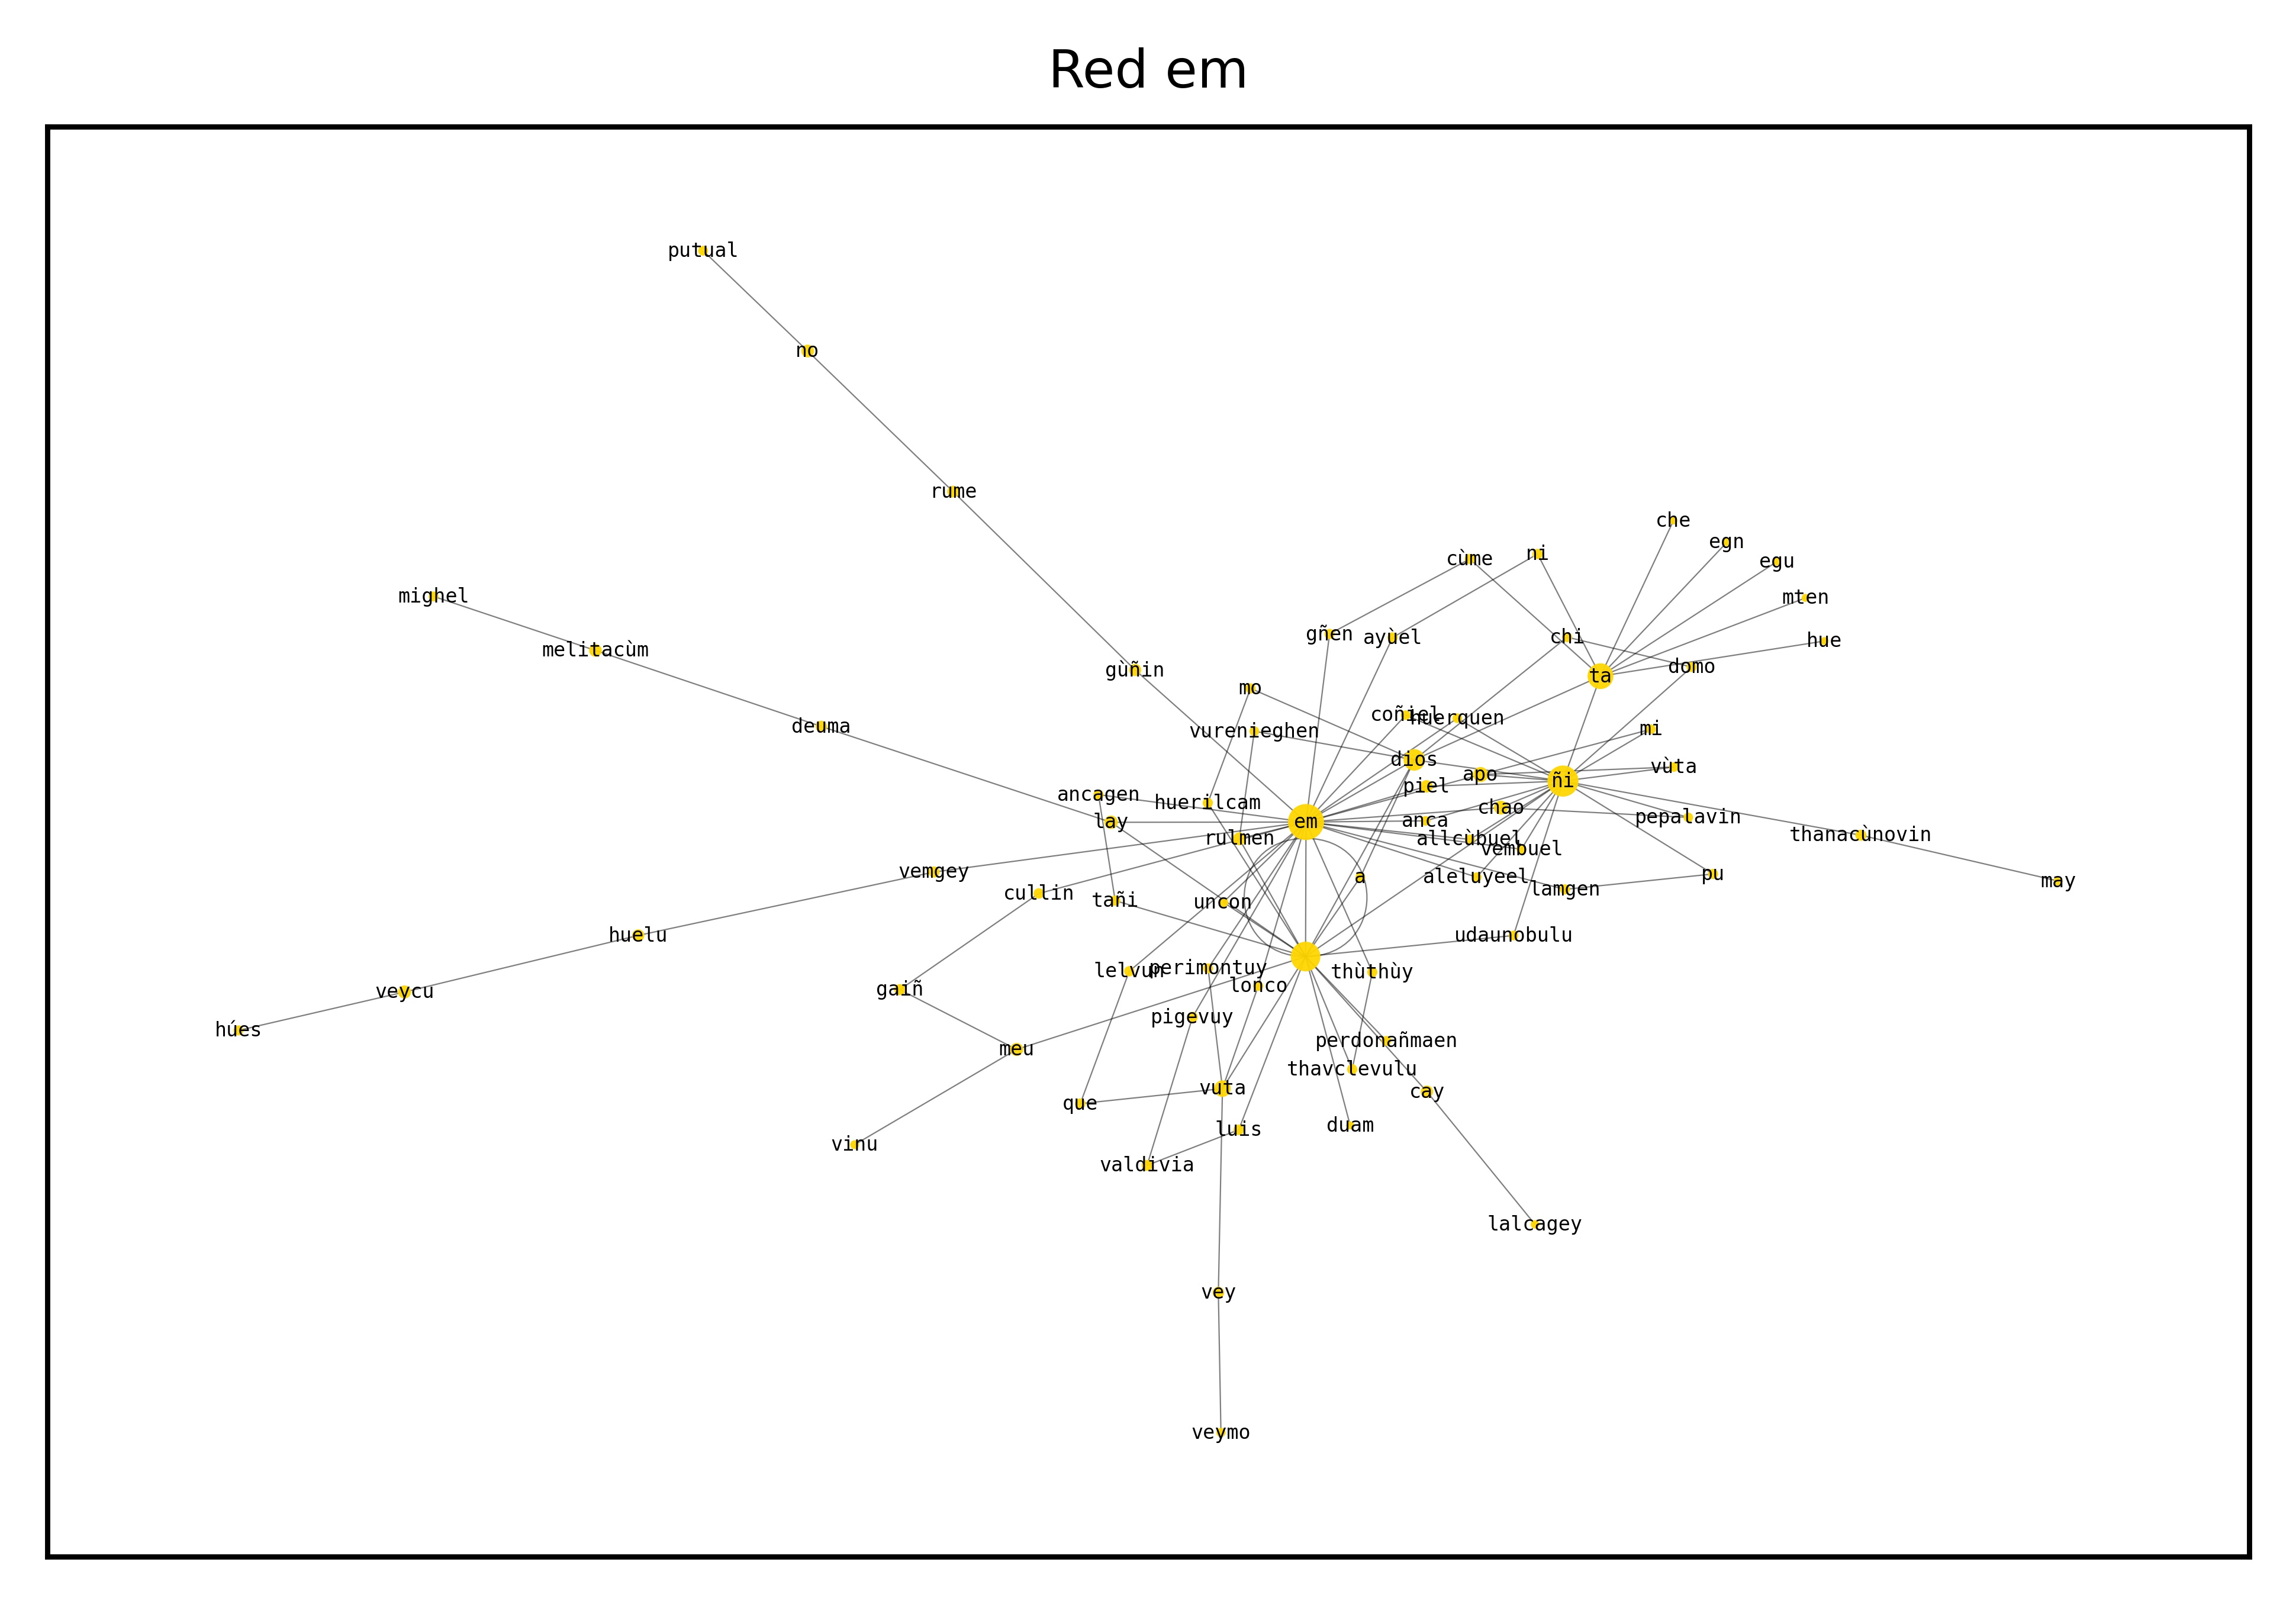 Red em
putual
no
rume
che
egn
cùme
ni
egu
mighel
mten
gñen
ayùel
chi
hue
melitacùm
gùñin
domo
ta
mo
coñiel
huerquen
deuma
vurenieghen
mi
dios
vùta
apo
ñi
piel
ancagen
huerilcam
chao
pepalavin
lay
em
anca
thanacùnovin
rulmen
allcùbuel
vembuel
vemgey
a
aleluyeel
pu
may
cullin
lamgen
tañi
uncon
huelu
udaunobulu
lelvun
perimontuy
thùthùy
lonco
gaiñ
veycu
pigevuy
húes
perdonañmaen
meu
thavclevulu
vuta
cay
que
duam
luis
vinu
valdivia
lalcagey
vey
veymo